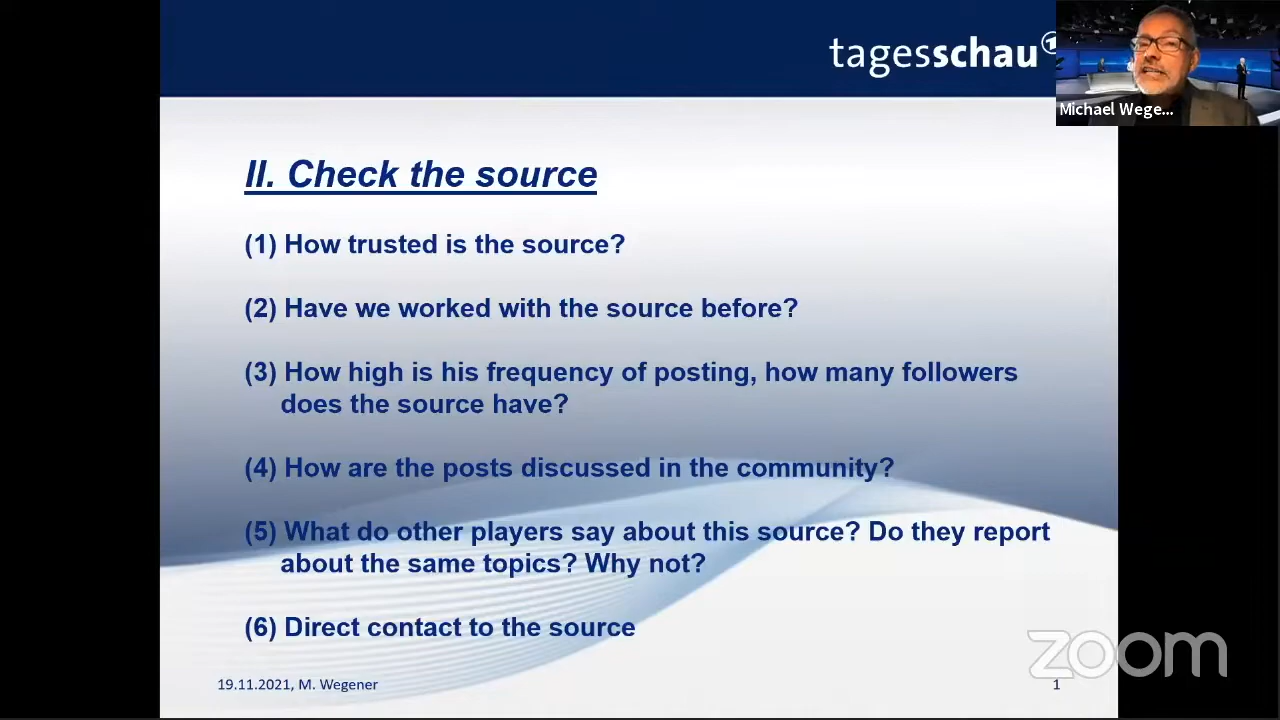 tagesschau
Michael Wege...
II. Check the source
(1) How trusted is the source?
(2) Have we worked with the source before?
(3) How high is his frequency of posting, how many followers
does the source have?
(4) How are the posts discussed in the community?
(5) What do other players say about this source? Do they report
about the same topics? Why not?
(6) Direct contact to the source
zoom
19.11.2021, M. Wegener
1